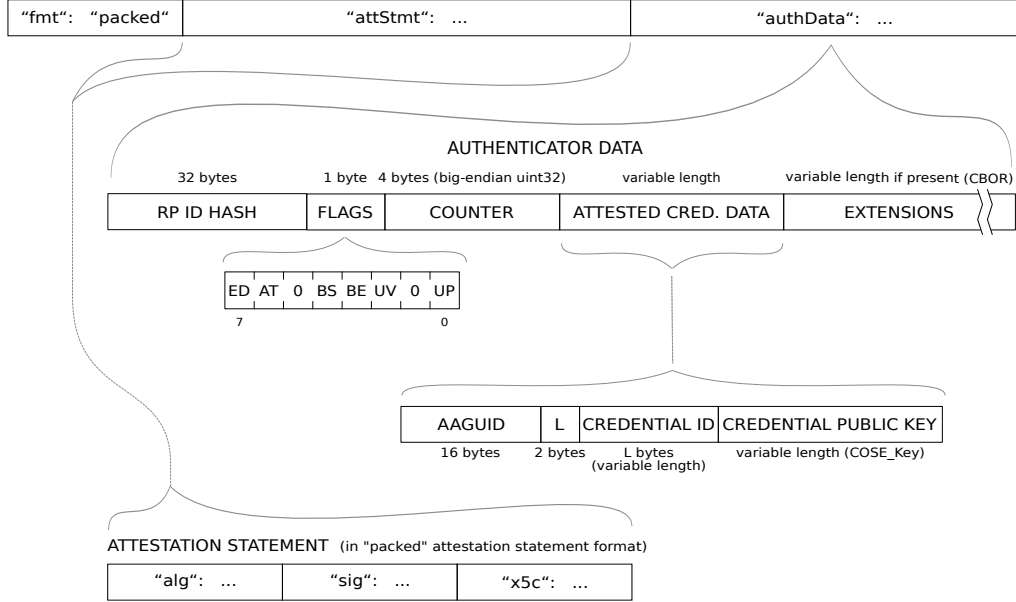 “fmt“: “packed“ “attStmt“: ... “authData“: ...
AUTHENTICATOR DATA
32 bytes 1 byte 4 bytes (big-endian uint32) variable length variable length if present (CBOR)
RP ID HASH FLAGS COUNTER ATTESTED CRED. DATA EXTENSIONS
ED AT 0 BS BE UV 0 UP
7 0
AAGUID L CREDENTIAL ID CREDENTIAL PUBLIC KEY
16 bytes 2 bytes L bytes variable length (COSE_Key)
(variable length)
ATTESTATION STATEMENT (in "packed" attestation statement format)
“alg“: ... “sig“: ... “x5c“: ...